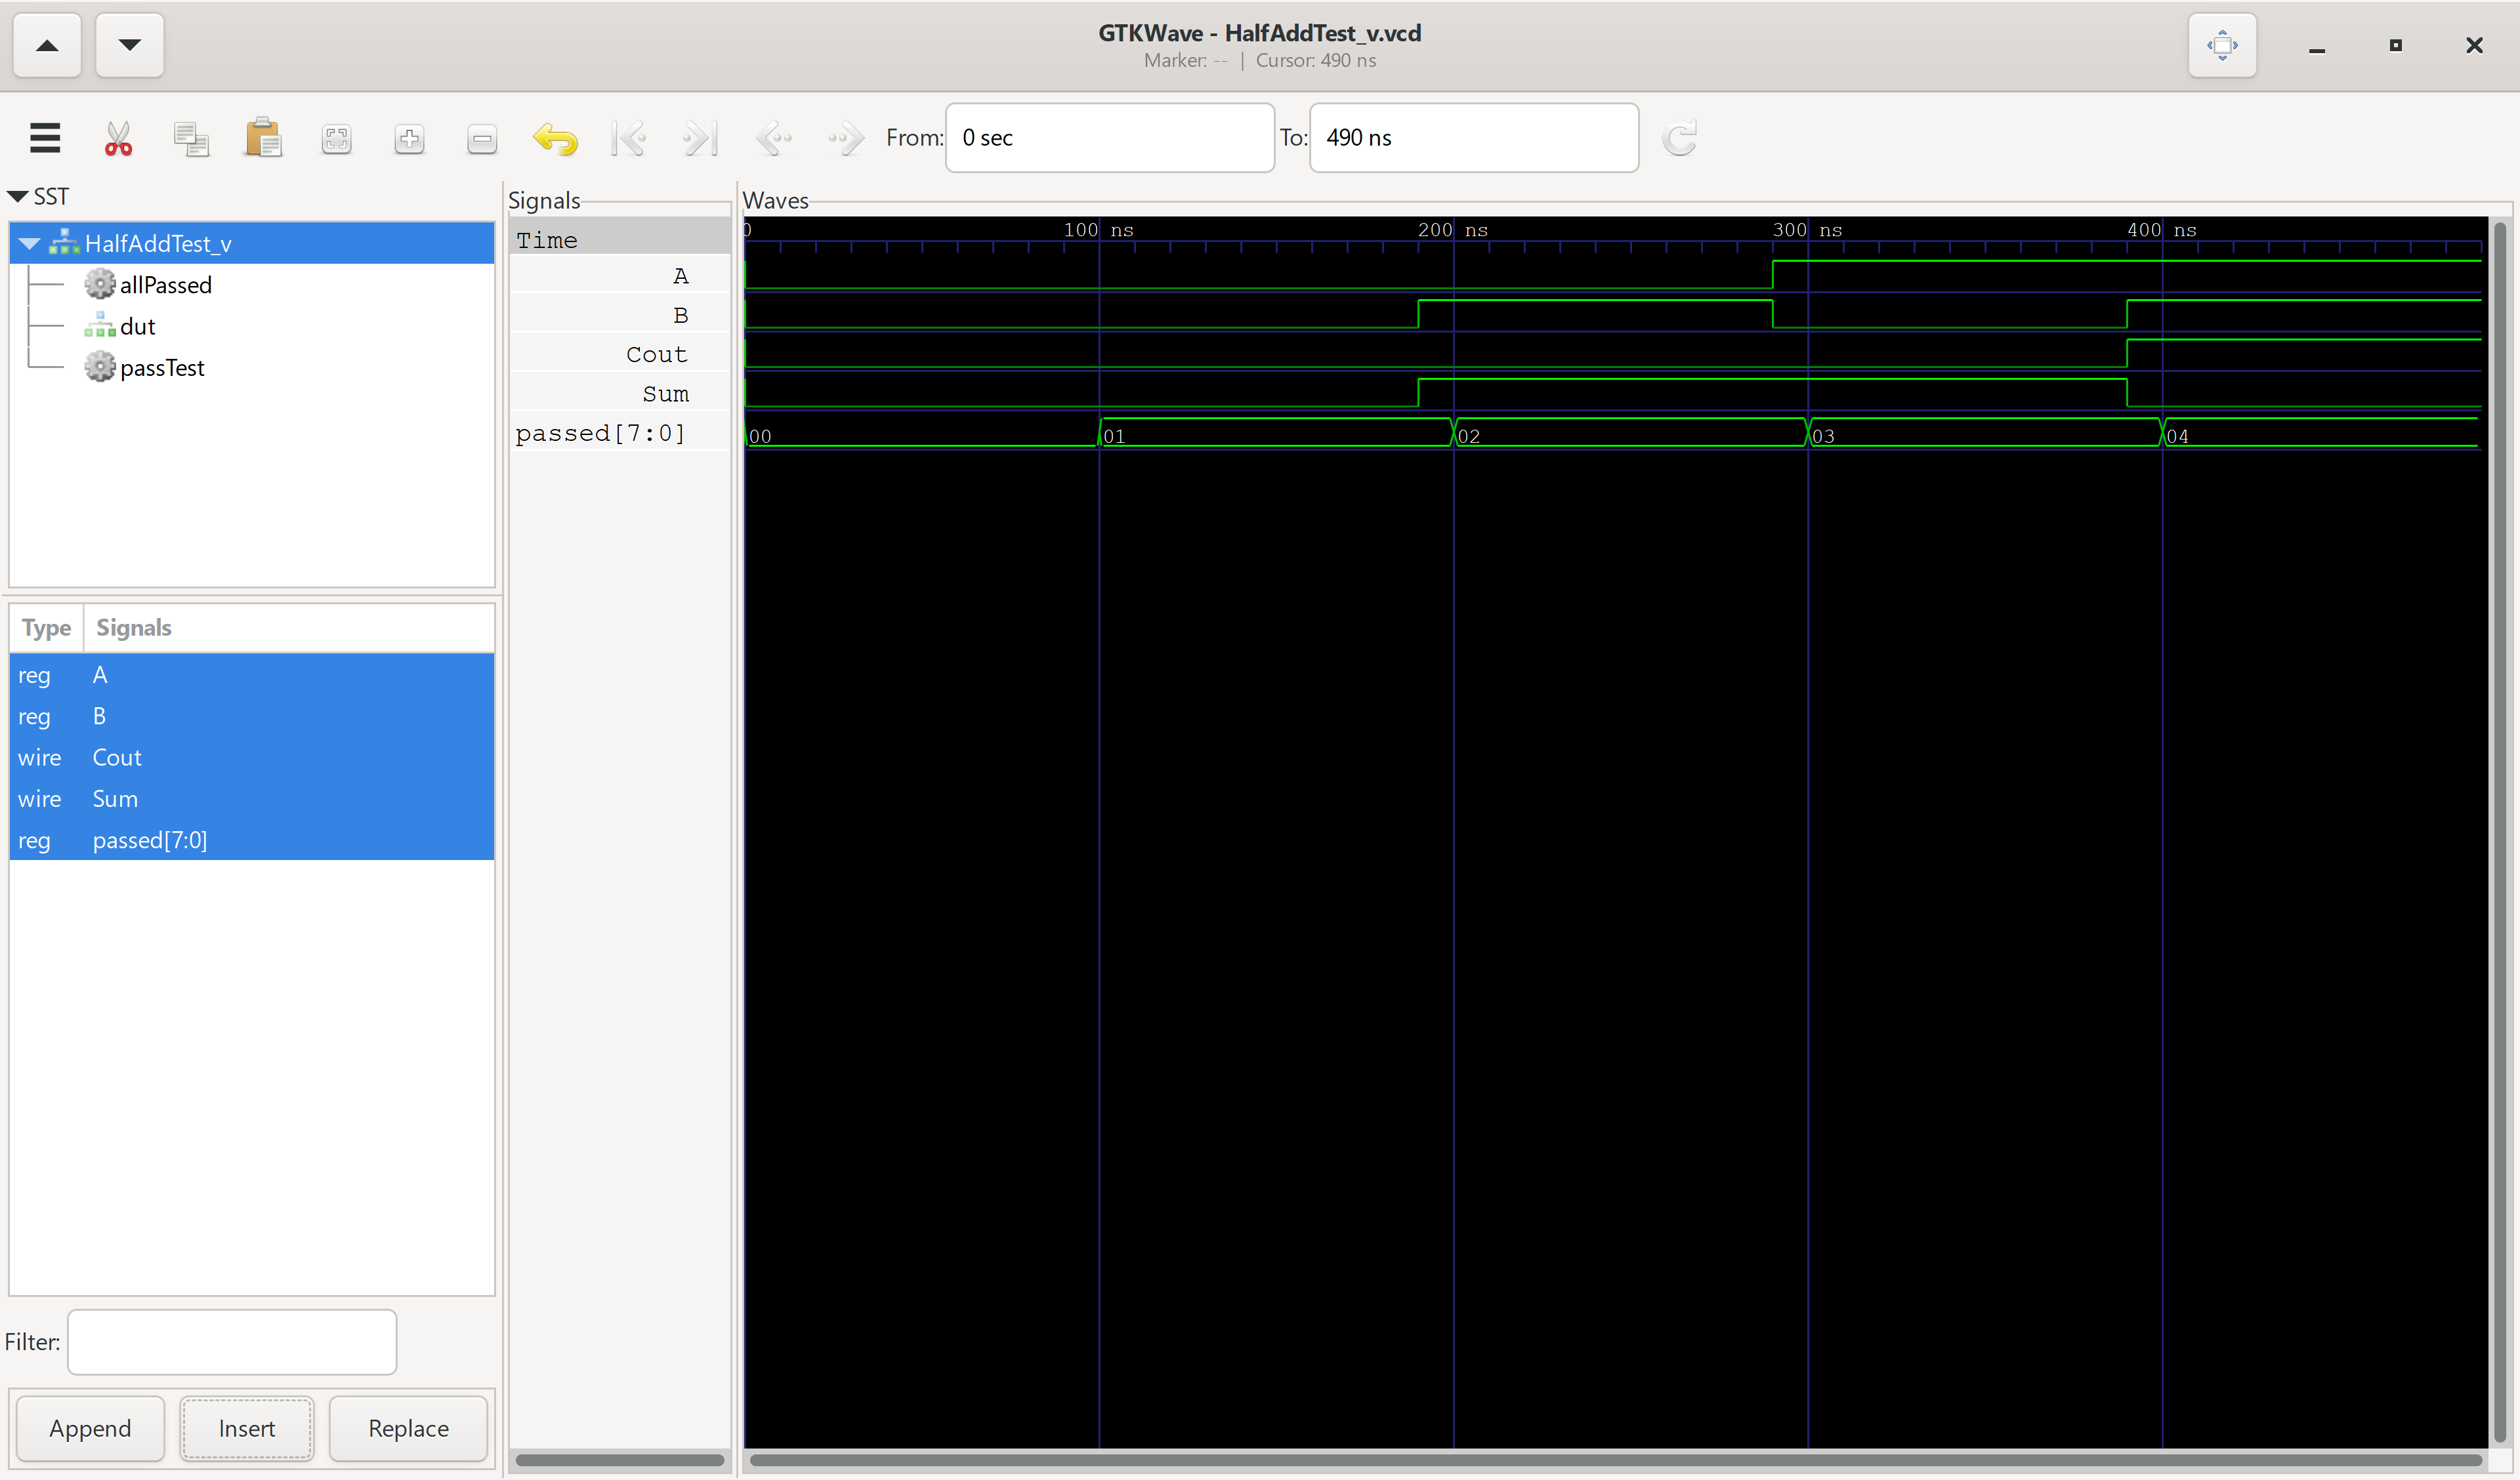 GTKWave - HalfAddTest_v.vcd
Marker: -- | Cursor: 490 ns
From: 0 sec To: 490 ns
SST
HalfAddTest_v
allPassed
dut
passTest
Type Signals
reg A
reg B
wire Cout
wire Sum
reg passed[7:0]
Filter:
Append Insert Replace
Signals
Time
A
B
Cout
Sum
passed[7:0]
Waves
0 100 ns 200 ns 300 ns 400 ns
00 01 02 03 04